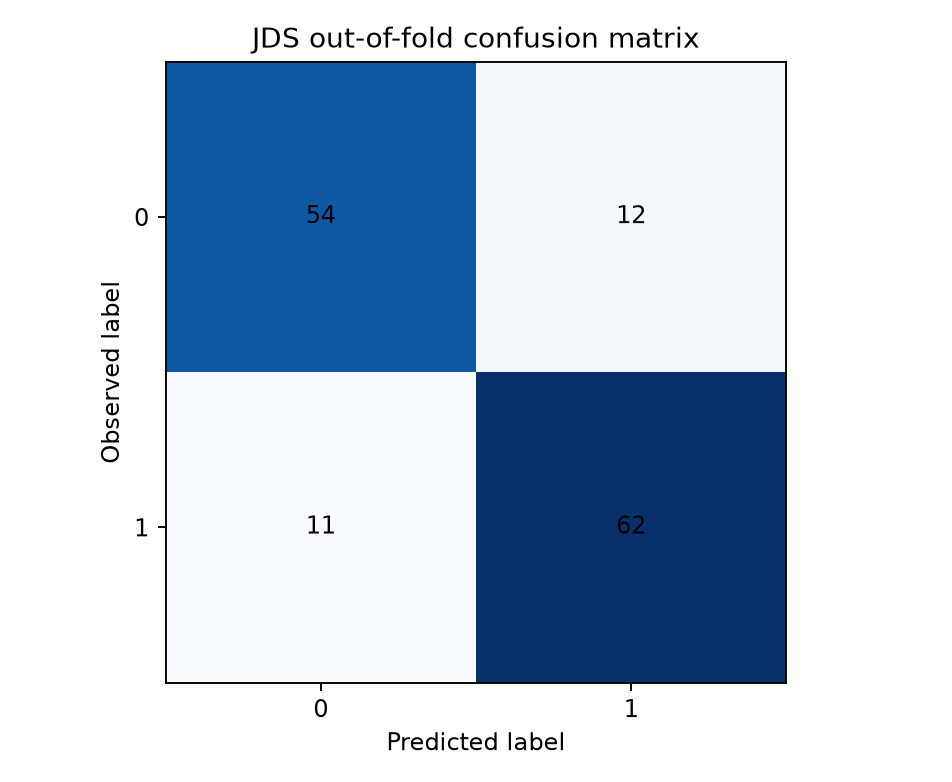 JDS out-of-fold confusion matrix
Observed label
0
54
12
1
11
62
0
1
Predicted label